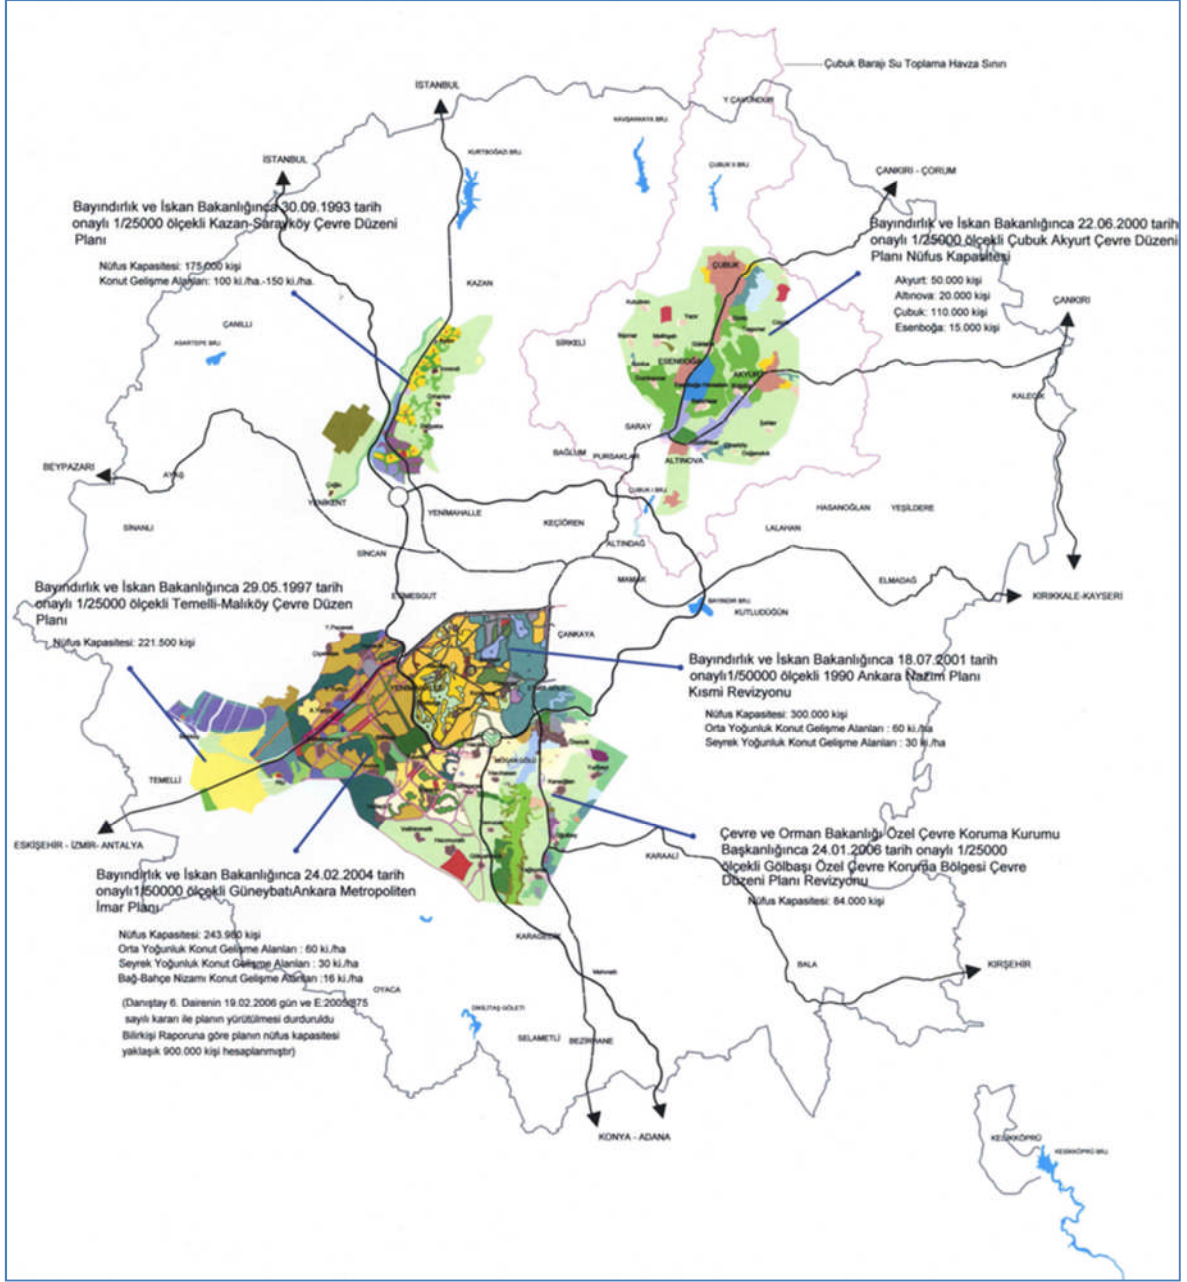 Çubuk Barajı Su Toplama Havza Sınırı
İSTANBUL
Y.ÇAVUNDUR
KAVŞAKKAYA BRJ.
KURTBOĞAZI BRJ.
İSTANBUL
ÇUBUK II BRJ.
ÇANKIRI - ÇORUM
Bayındırlık ve İskan Bakanlığınca 30.09.1993 tarih
onaylı 1/25000 ölçekli Kazan-Sarayköy Çevre Düzeni
Planı
Nüfus Kapasitesi: 175.000 kişi
Konut Gelişme Alanları: 100 ki./ha.-150 ki./ha.
Bayındırlık ve İskan Bakanlığınca 22.06.2000 tarih
onaylı 1/25000 ölçekli Çubuk Akyurt Çevre Düzeni
Planı Nüfus Kapasitesi
Akyurt: 50.000 kişi
Altınova: 20.000 kişi
Çubuk: 110.000 kişi
Esenboğa: 15.000 kişi
ÇUBUK
KAZAN
ÇANKIRI
ÇANILLI
ASARTEPE BRJ.
SİRKELİ
ESENBOĞA
AKYURT
KALECİK
SARAY
BAĞLUM
PURSAKLAR
ALTINOVA
BEYPAZARI
AYAŞ
YENİKENT
ÇUBUK I BRJ.
YENİMAHALLE
KEÇİÖREN
HASANOĞLAN
YEŞİLDERE
LALAHAN
SİNANLI
SİNCAN
ALTINDAĞ
MAMAK
ELMADAĞ
KIRIKKALE-KAYSERİ
Bayındırlık ve İskan Bakanlığınca 29.05.1997 tarih
onaylı 1/25000 ölçekli Temelli-Malıköy Çevre Düzen
Planı
Nüfus Kapasitesi: 221.500 kişi
ETİMESGUT
BAYINDIR BRJ.
KUTLUDÜĞÜN
ÇANKAYA
Bayındırlık ve İskan Bakanlığınca 18.07.2001 tarih
onaylı1/50000 ölçekli 1990 Ankara Nazım Planı
Kısmi Revizyonu
Nüfus Kapasitesi: 300.000 kişi
Orta Yoğunluk Konut Gelişme Alanları : 60 ki./ha
Seyrek Yoğunluk Konut Gelişme Alanları : 30 ki./ha
YENİMAHALLE
MOGAN GÖLÜ
TEMELLİ
ESKİŞEHİR - İZMİR- ANTALYA
Çevre ve Orman Bakanlığı Özel Çevre Koruma Kurumu
Başkanlığınca 24.01.2006 tarih onaylı 1/25000
ölçekli Gölbaşı Özel Çevre Koruma Bölgesi Çevre
Düzeni Planı Revizyonu
Nüfus Kapasitesi: 84.000 kişi
KARAALİ
Bayındırlık ve İskan Bakanlığınca 24.02.2004 tarih
onaylı1/50000 ölçekli GüneybatıAnkara Metropoliten
İmar Planı
Nüfus Kapasitesi: 243.980 kişi
Orta Yoğunluk Konut Gelişme Alanları : 60 ki./ha
Seyrek Yoğunluk Konut Gelişme Alanları : 30 ki./ha
Bağ-Bahçe Nizamı Konut Gelişme Alanları :16 ki./ha
(Danıştay 6. Dairenin 19.02.2006 gün ve E:2005/875
sayılı kararı ile planın yürütülmesi durduruldu
Bilirkişi Raporuna göre planın nüfus kapasitesi
yaklaşık 900.000 kişi hesaplanmıştır)
KARAGEDİK
BALA
KIRŞEHİR
OYACA
DİKİLİTAŞ GÖLETİ
SELAMETLİ
BEZİRHANE
KONYA - ADANA
KESİKKÖPRÜ
KESİKKÖPRÜ BRJ.